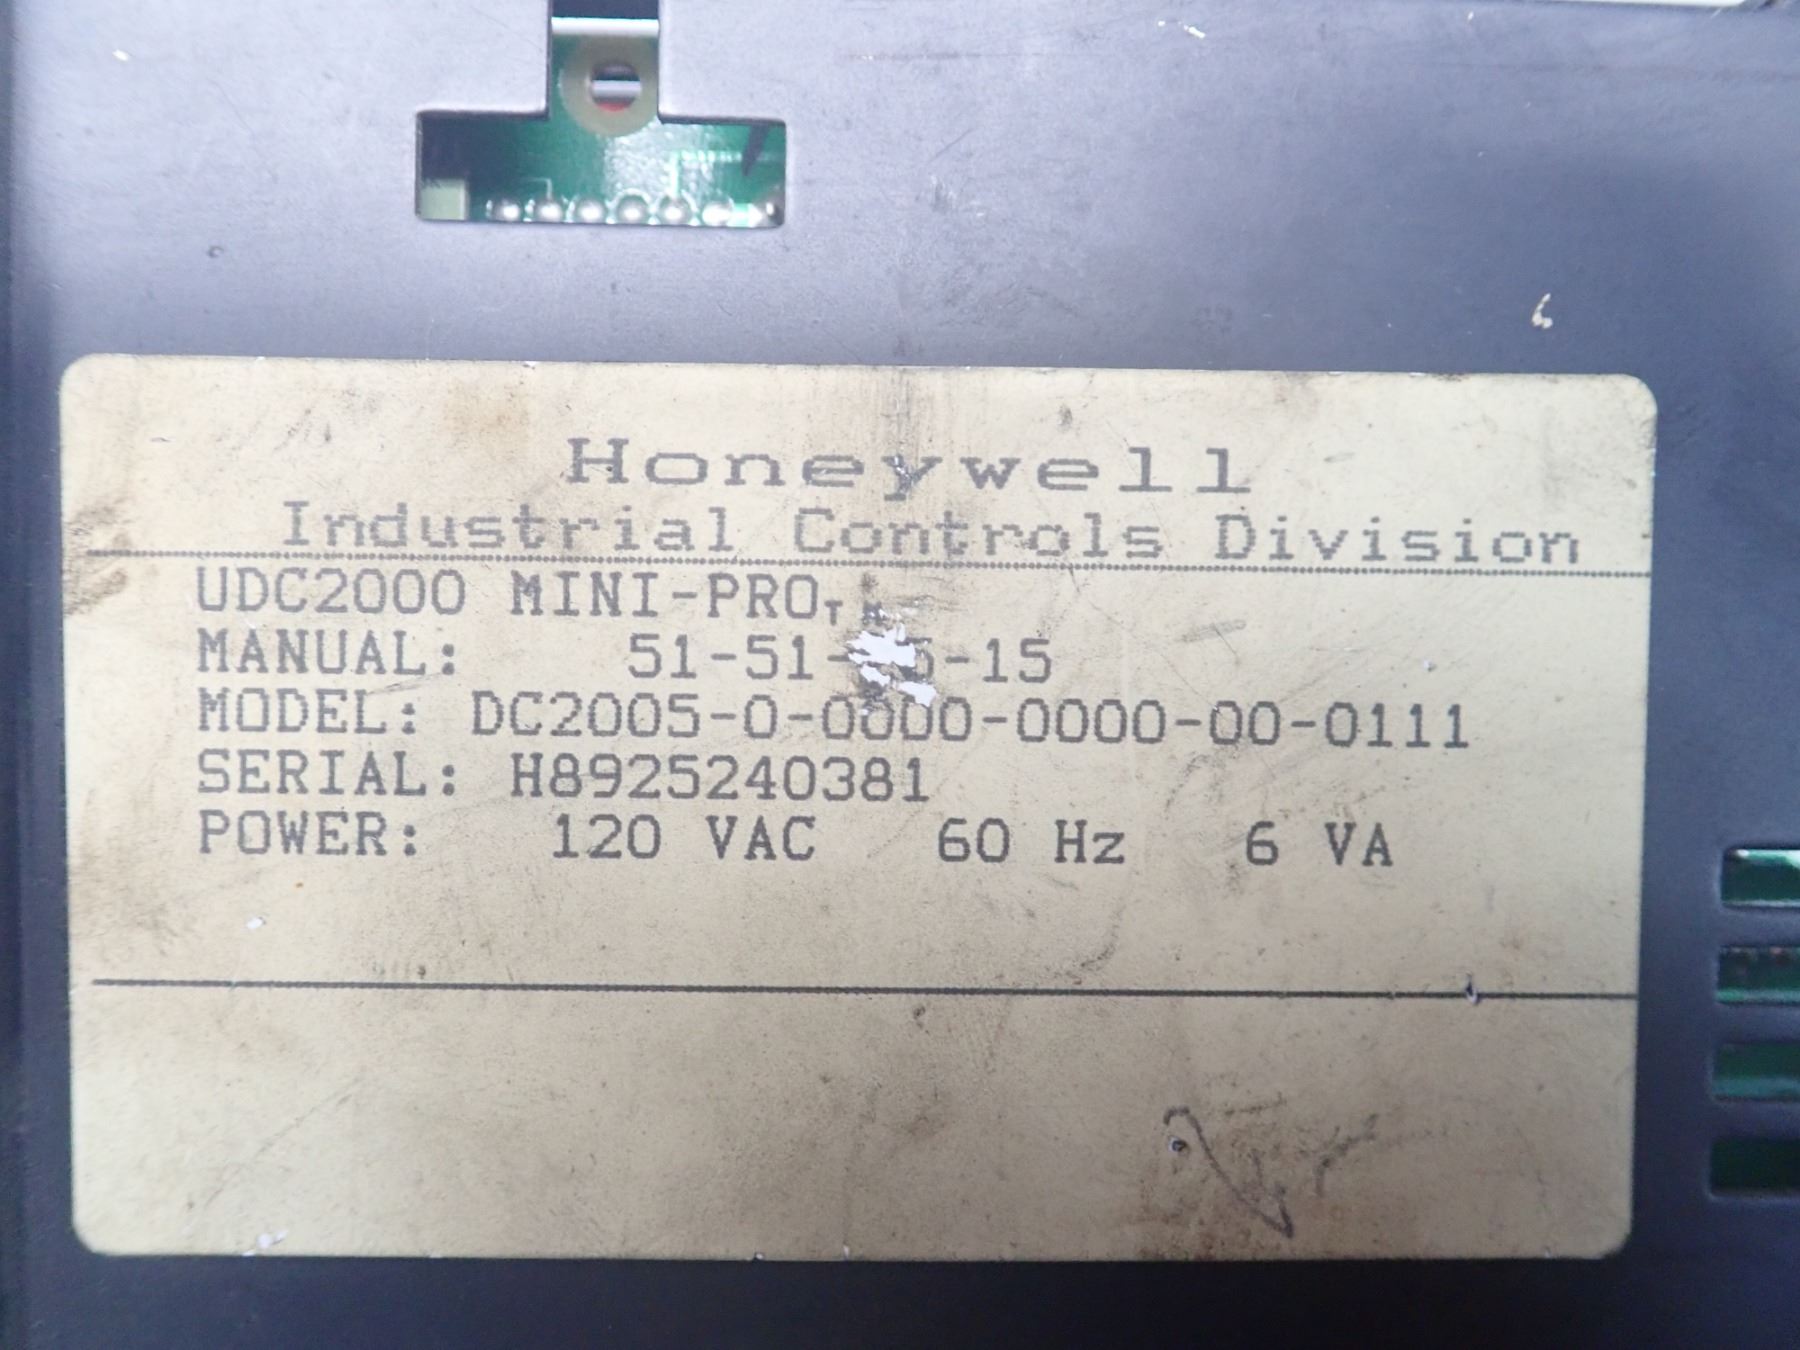 Honeywell
Industrial Controls Division
UDC2000 MINI-PRO TM
MANUAL: 51-51-
MODEL: DC2005-0-0000-0000-00-0111
SERIAL: H8925240381
POWER: 120 VAC 60 Hz 6 VA